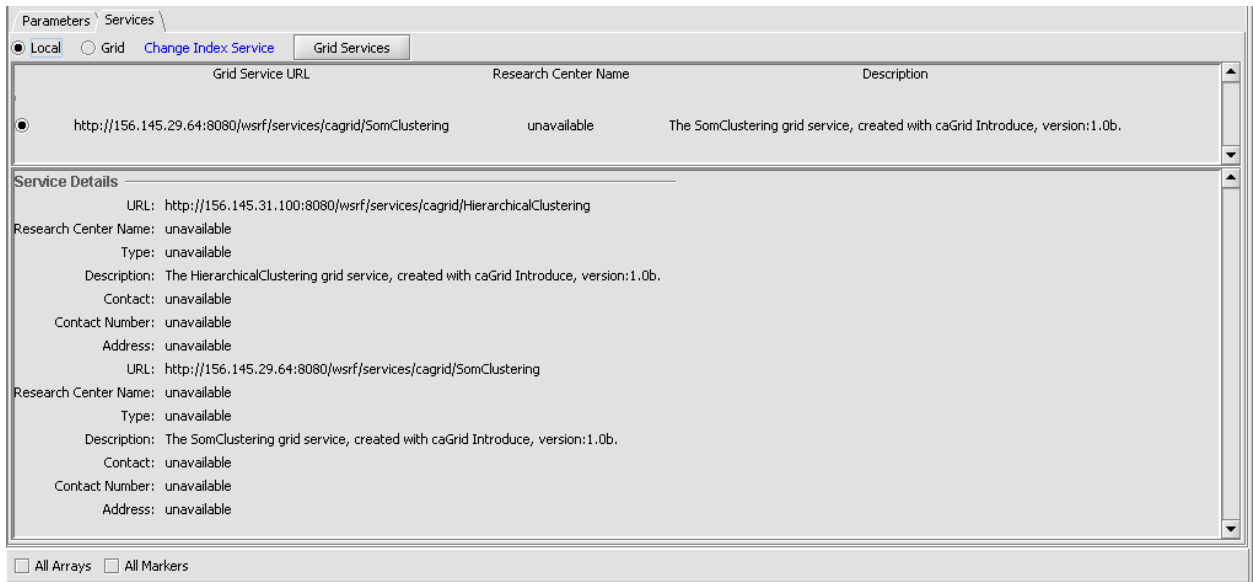 Parameters Services
Local Grid Change Index Service Grid Services
Grid Service URL Research Center Name Description
http://156.145.29.64:8080/wsrf/services/cagrid/SomClustering unavailable The SomClustering grid service, created with caGrid Introduce, version:1.0b.
Service Details
URL: http://156.145.31.100:8080/wsrf/services/cagrid/HierarchicalClustering
Research Center Name: unavailable
Type: unavailable
Description: The HierarchicalClustering grid service, created with caGrid Introduce, version:1.0b.
Contact: unavailable
Contact Number: unavailable
Address: unavailable
URL: http://156.145.29.64:8080/wsrf/services/cagrid/SomClustering
Research Center Name: unavailable
Type: unavailable
Description: The SomClustering grid service, created with caGrid Introduce, version:1.0b.
Contact: unavailable
Contact Number: unavailable
Address: unavailable
All Arrays All Markers